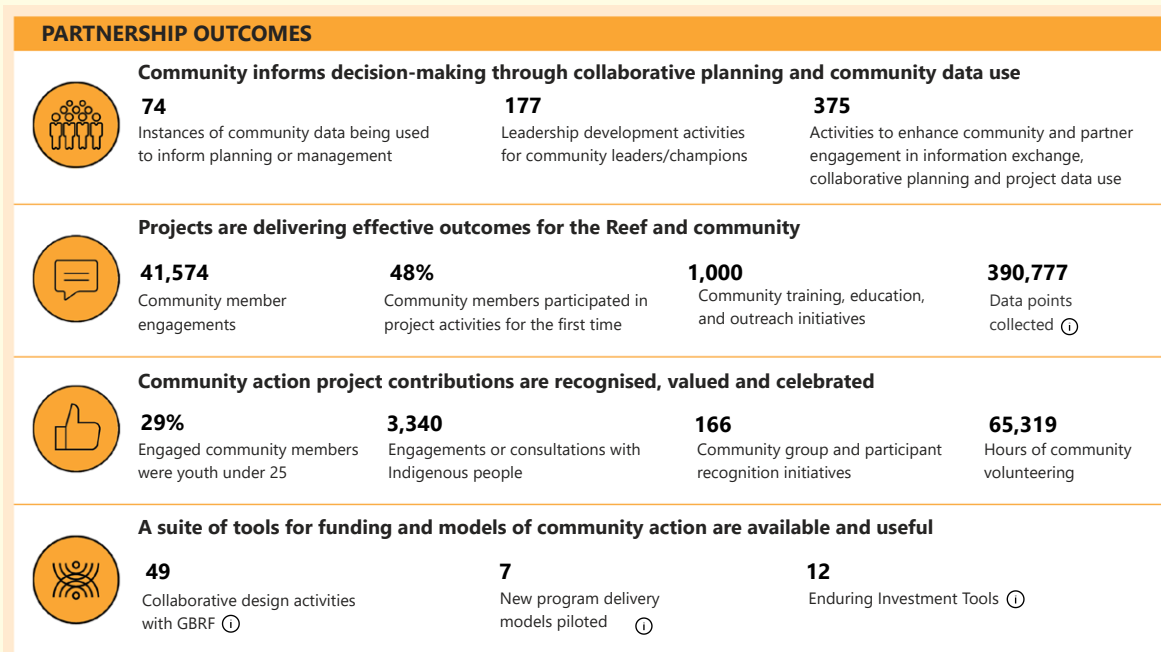 PARTNERSHIP OUTCOMES
Community informs decision-making through collaborative planning and community data use
74
Instances of community data being used
to inform planning or management
177
Leadership development activities
for community leaders/champions
375
Activities to enhance community and partner
engagement in information exchange,
collaborative planning and project data use
Projects are delivering effective outcomes for the Reef and community
41,574
Community member
engagements
48%
Community members participated in
project activities for the first time
1,000
Community training, education,
and outreach initiatives
390,777
Data points
collected i
Community action project contributions are recognised, valued and celebrated
29%
Engaged community members
were youth under 25
3,340
Engagements or consultations with
Indigenous people
166
Community group and participant
recognition initiatives
65,319
Hours of community
volunteering
A suite of tools for funding and models of community action are available and useful
49
Collaborative design activities
with GBRF i
7
New program delivery
models piloted i
12
Enduring Investment Tools i